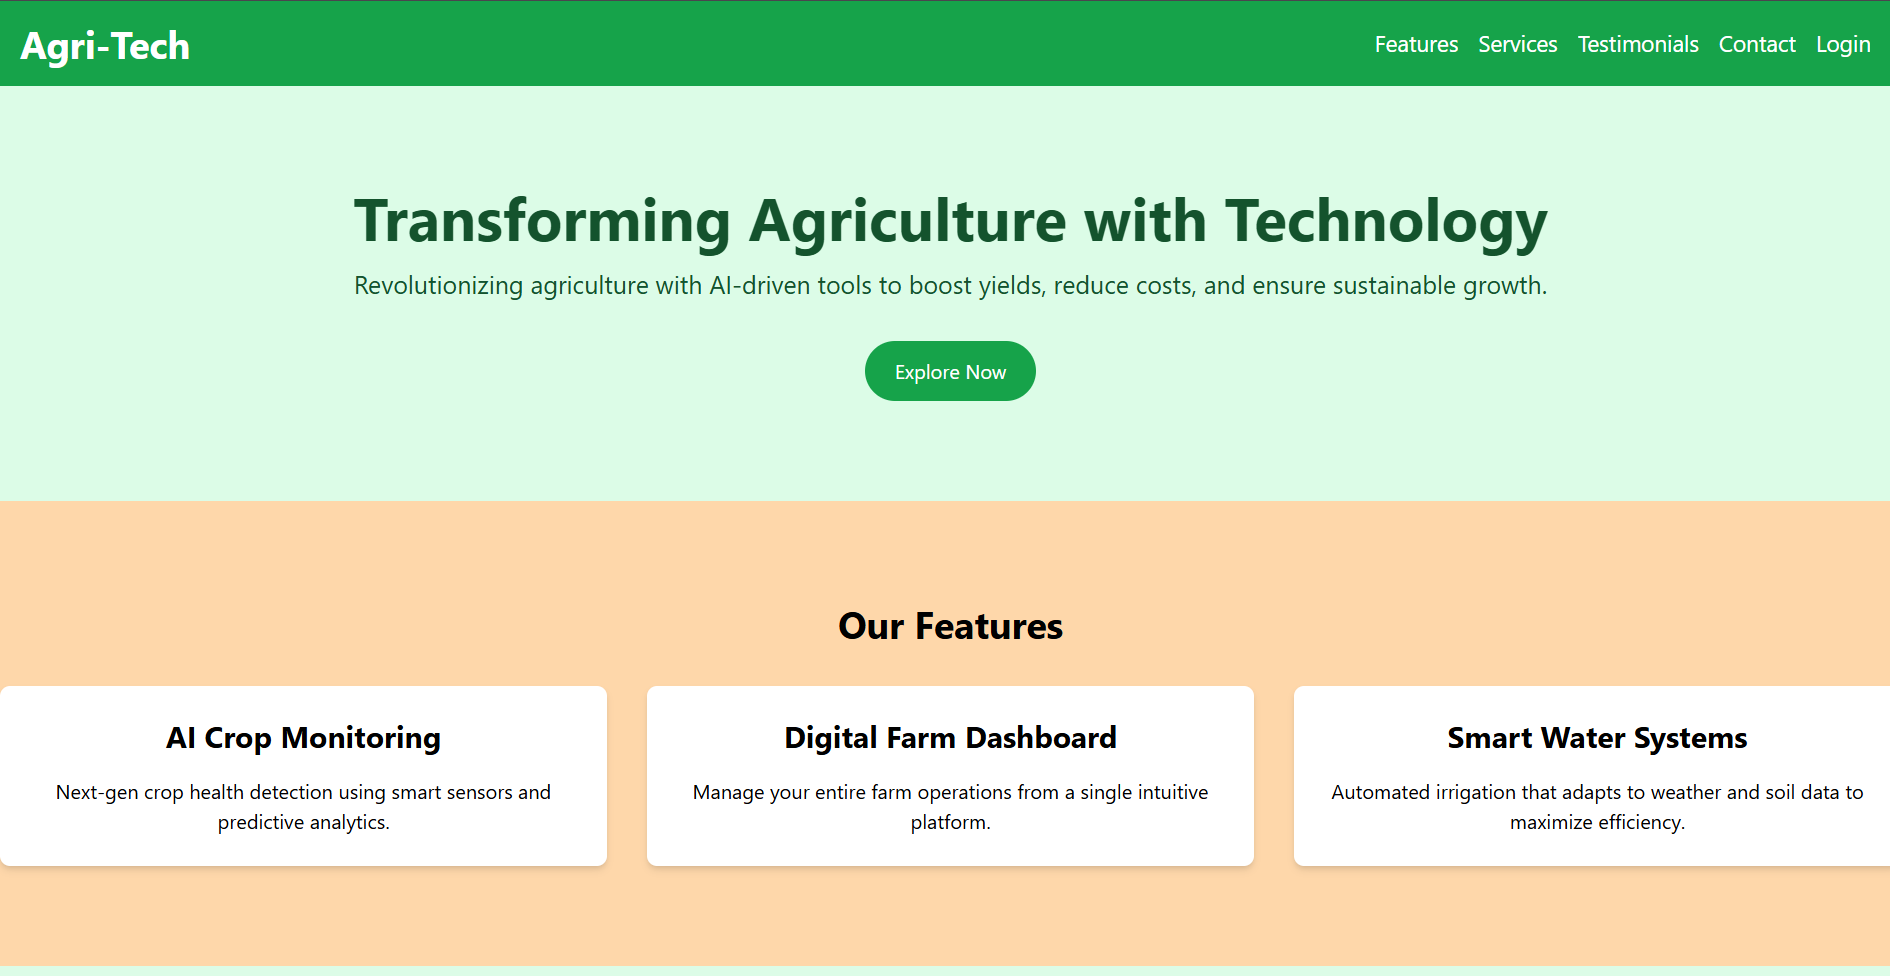 Agri-Tech
Features Services Testimonials Contact Login
Transforming Agriculture with Technology
Revolutionizing agriculture with AI-driven tools to boost yields, reduce costs, and ensure sustainable growth.
Explore Now
Our Features
AI Crop Monitoring
Next-gen crop health detection using smart sensors and
predictive analytics.
Digital Farm Dashboard
Manage your entire farm operations from a single intuitive
platform.
Smart Water Systems
Automated irrigation that adapts to weather and soil data to
maximize efficiency.